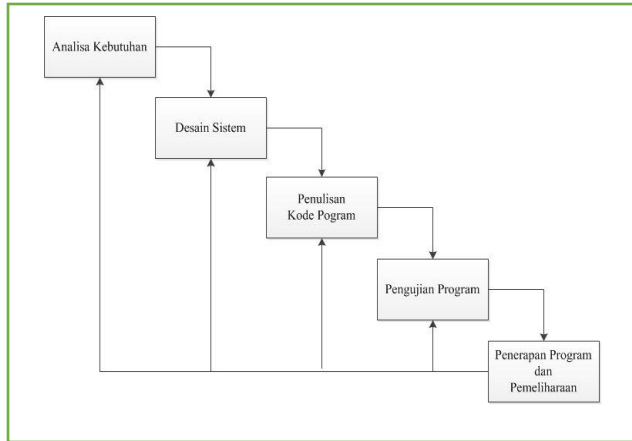 Analisa Kebutuhan
Desain Sistem
Penulisan
Kode Pogram
Pengujian Program
Penerapan Program
dan
Pemeliharaan